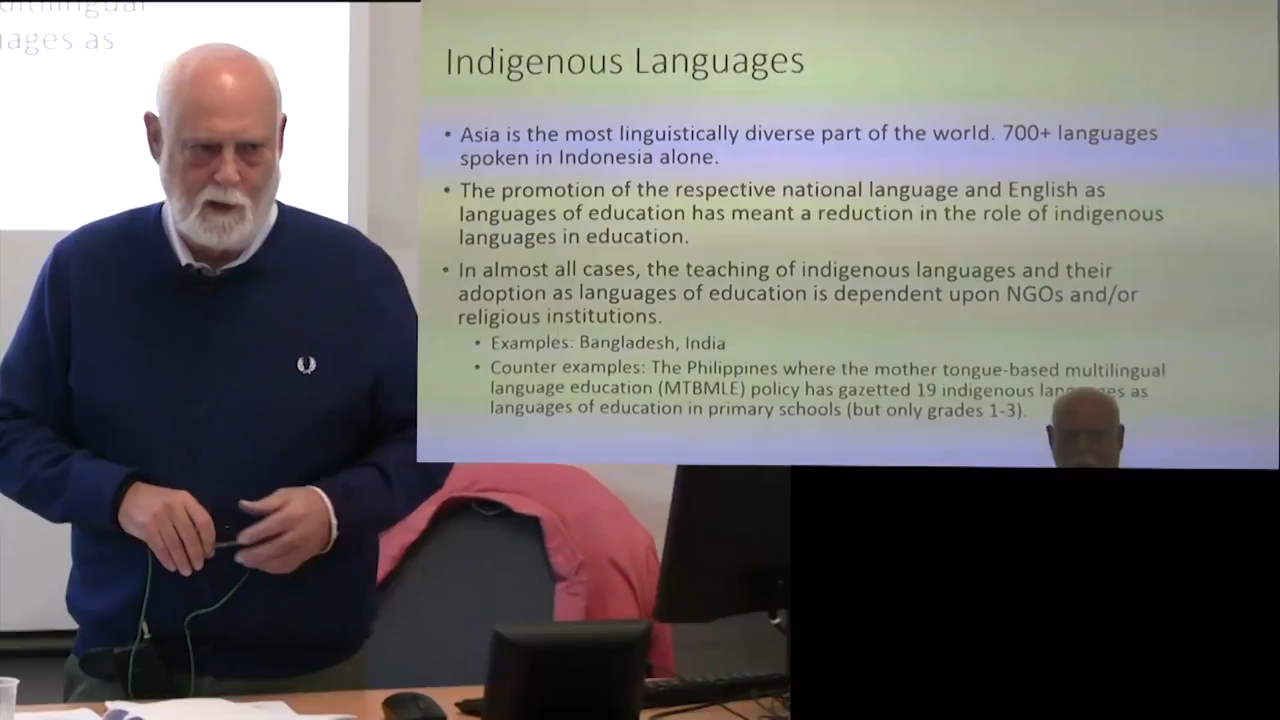 ultilingual
ages as
Indigenous Languages
• Asia is the most linguistically diverse part of the world. 700+ languages
spoken in Indonesia alone.
• The promotion of the respective national language and English as
languages of education has meant a reduction in the role of indigenous
languages in education.
• In almost all cases, the teaching of indigenous languages and their
adoption as languages of education is dependent upon NGOs and/or
religious institutions.
• Examples: Bangladesh, India
• Counter examples: The Philippines where the mother tongue-based multilingual
language education (MTBMLE) policy has gazetted 19 indigenous languages as
languages of education in primary schools (but only grades 1-3).